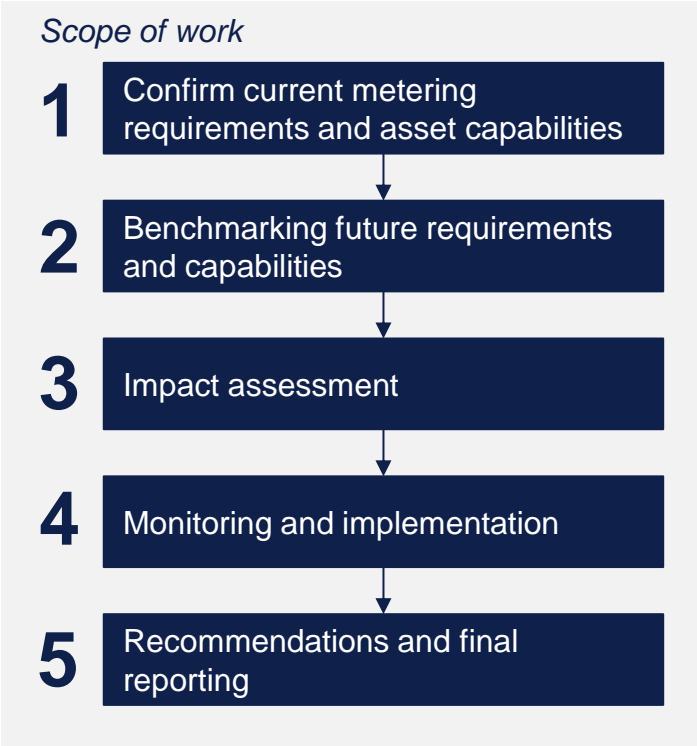 Scope of work
1
Confirm current metering
requirements and asset capabilities
2
Benchmarking future requirements
and capabilities
3
Impact assessment
4
Monitoring and implementation
5
Recommendations and final
reporting